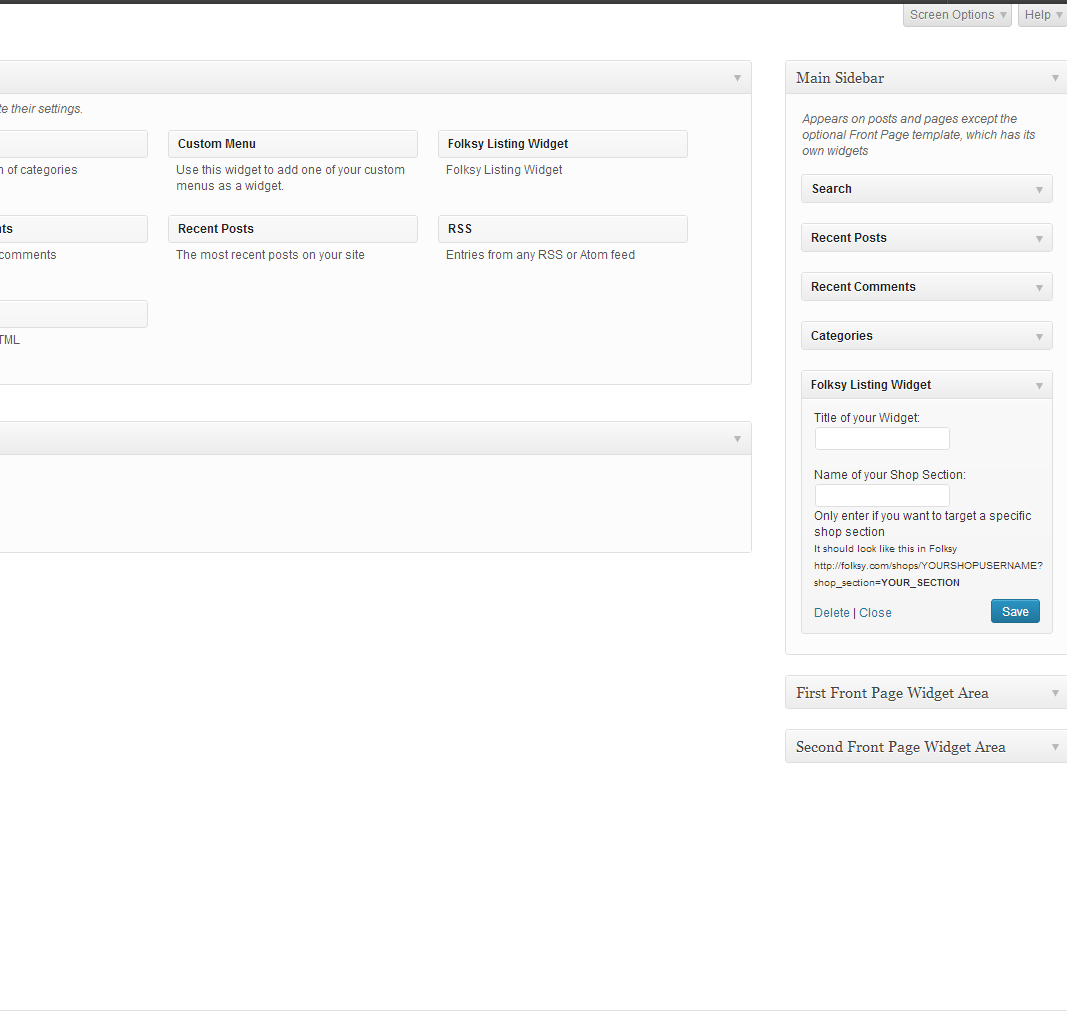 Screen Options
Help
te their settings.
Custom Menu
Folksy Listing Widget
n of categories
Use this widget to add one of your custom
menus as a widget.
Folksy Listing Widget
nts
Recent Posts
RSS
comments
The most recent posts on your site
Entries from any RSS or Atom feed
TML
Main Sidebar
Appears on posts and pages except the
optional Front Page template, which has its
own widgets
Search
Recent Posts
Recent Comments
Categories
Folksy Listing Widget
Title of your Widget:
Name of your Shop Section:
Only enter if you want to target a specific
shop section
It should look like this in Folksy
http://folksy.com/shops/YOURSHOPUSERNAME?
shop_section=YOUR_SECTION
Delete | Close
Save
First Front Page Widget Area
Second Front Page Widget Area